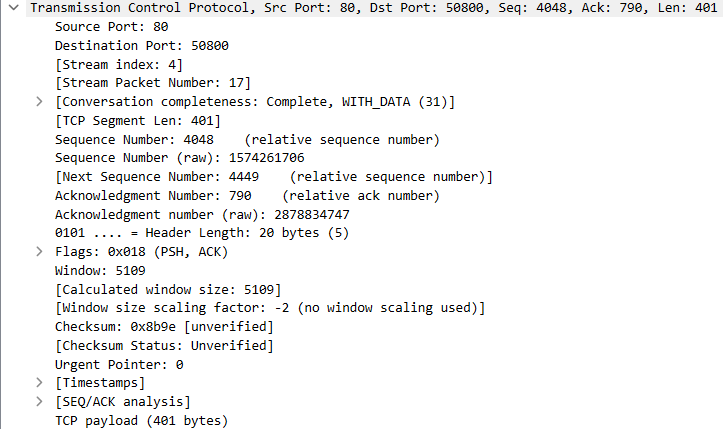 Transmission Control Protocol, Src Port: 80, Dst Port: 50800, Seq: 4048, Ack: 790, Len: 401
Source Port: 80
Destination Port: 50800
[Stream index: 4]
[Stream Packet Number: 17]
[Conversation completeness: Complete, WITH_DATA (31)]
[TCP Segment Len: 401]
Sequence Number: 4048    (relative sequence number)
Sequence Number (raw): 1574261706
[Next Sequence Number: 4449    (relative sequence number)]
Acknowledgment Number: 790    (relative ack number)
Acknowledgment number (raw): 2878834747
0101 .... = Header Length: 20 bytes (5)
Flags: 0x018 (PSH, ACK)
Window: 5109
[Calculated window size: 5109]
[Window size scaling factor: -2 (no window scaling used)]
Checksum: 0x8b9e [unverified]
[Checksum Status: Unverified]
Urgent Pointer: 0
[Timestamps]
[SEQ/ACK analysis]
TCP payload (401 bytes)